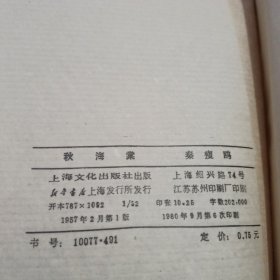 秋海棠 秦瘦鸥
上海文化出版社出版 上海绍兴路74号
新华书店上海发行所发行 江苏苏州印刷厂印刷
开本787×1092 1/32 印张10.25 字数202,000
1957年2月第1版 1980年9月第6次印刷
书号：10077·491 定价：0.75元